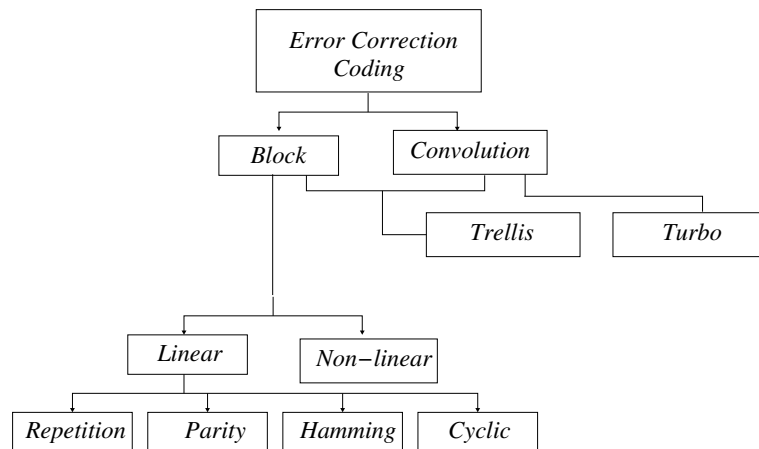 Error Correction
Coding
Block
Convolution
Trellis
Turbo
Linear
Non−linear
Repetition
Parity
Hamming
Cyclic